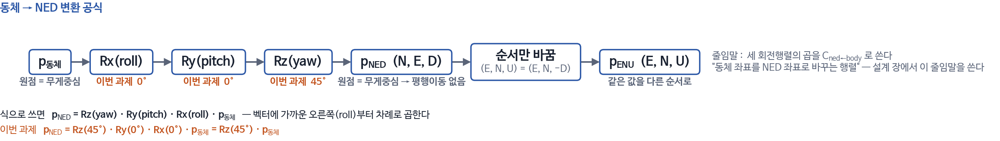 동체 → NED 변환 공식
p동체
Rx(roll)
Ry(pitch)
Rz(yaw)
pNED (N, E, D)
순서만 바꿈
(E, N, U) = (E, N, −D)
pENU (E, N, U)
원점 = 무게중심
이번 과제 0°
이번 과제 0°
이번 과제 45°
원점 = 무게중심 → 평행이동 없음
같은 값을 다른 순서로
줄임말 : 세 회전행렬의 곱을 Cned←body 로 쓴다
"동체 좌표를 NED 좌표로 바꾸는 행렬" — 설계 장에서 이 줄임말을 쓴다
식으로 쓰면 pNED = Rz(yaw) · Ry(pitch) · Rx(roll) · p동체 — 벡터에 가까운 오른쪽(roll)부터 차례로 곱한다
이번 과제 pNED = Rz(45°) · Ry(0°) · Rx(0°) · p동체 = Rz(45°) · p동체